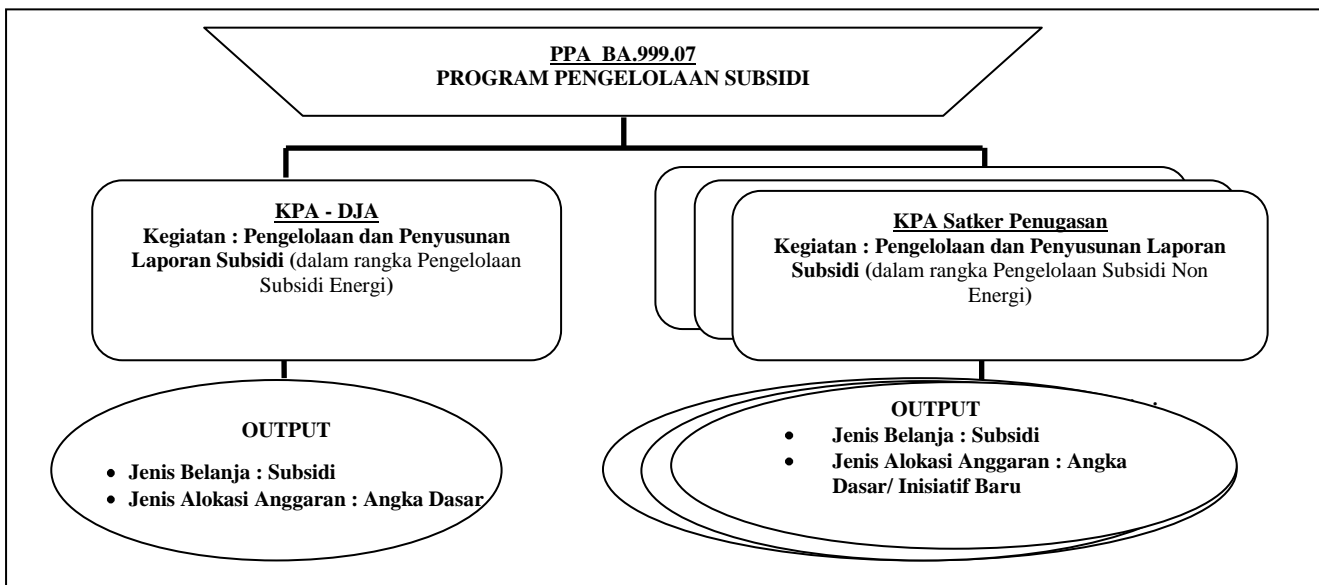 PPA BA.999.07
PROGRAM PENGELOLAAN SUBSIDI
KPA - DJA
Kegiatan : Pengelolaan dan Penyusunan
Laporan Subsidi (dalam rangka Pengelolaan
Subsidi Energi)
KPA Satker Penugasan
Kegiatan : Pengelolaan dan Penyusunan Laporan
Subsidi (dalam rangka Pengelolaan Subsidi Non
Energi)
OUTPUT
• Jenis Belanja : Subsidi
• Jenis Alokasi Anggaran : Angka Dasar
OUTPUT
• Jenis Belanja : Subsidi
• Jenis Alokasi Anggaran : Angka
Dasar/ Inisiatif Baru